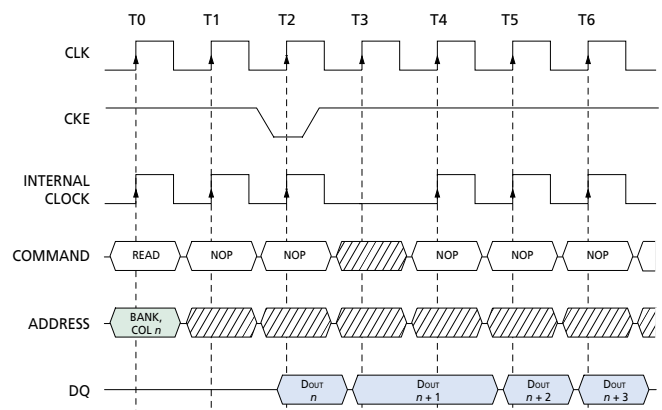 T0 T1 T2 T3 T4 T5 T6
CLK
CKE
INTERNAL
CLOCK
COMMAND READ NOP NOP NOP NOP NOP
ADDRESS BANK,
COL n
DQ DOUT DOUT DOUT DOUT
n n + 1 n + 2 n + 3